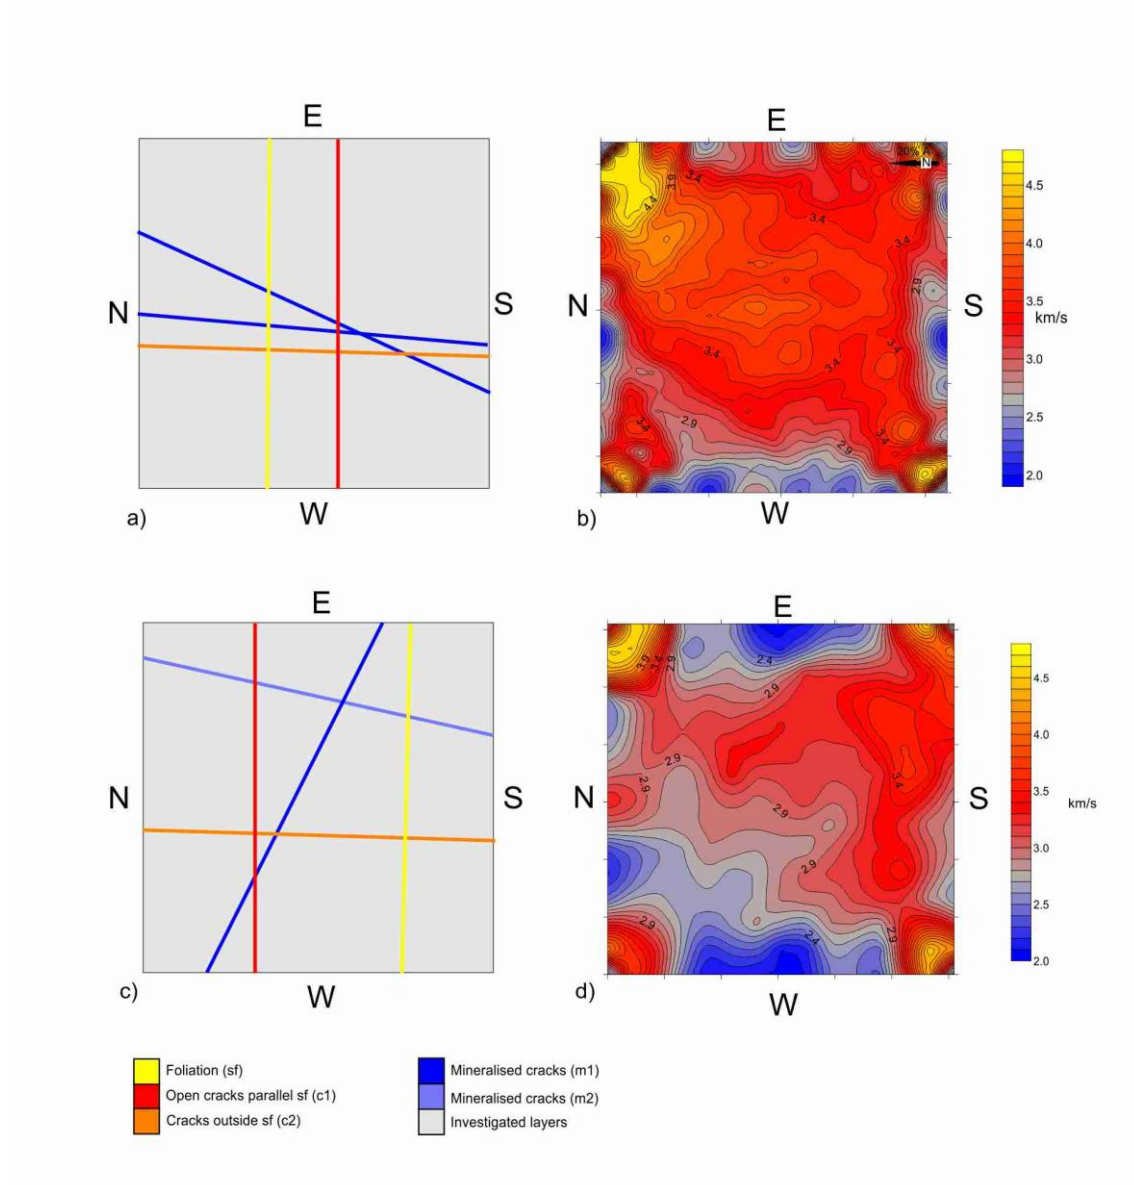 E
N
S
W
a)
E
20%
N
3.9
3.4
4.4
3.4
3.4
2.9
3.4
3.4
3.4
3.4
2.9
2.9
3.4
N
S
W
b)
4.5
4.0
3.5
km/s
3.0
2.5
2.0
E
N
S
W
c)
E
3.9
3.4
2.9
2.4
2.9
2.9
2.9
3.4
2.9
2.9
2.9
2.4
2.9
N
S
W
d)
4.5
4.0
3.5
km/s
3.0
2.5
2.0
Foliation (sf)
Open cracks parallel sf (c1)
Cracks outside sf (c2)
Mineralised cracks (m1)
Mineralised cracks (m2)
Investigated layers